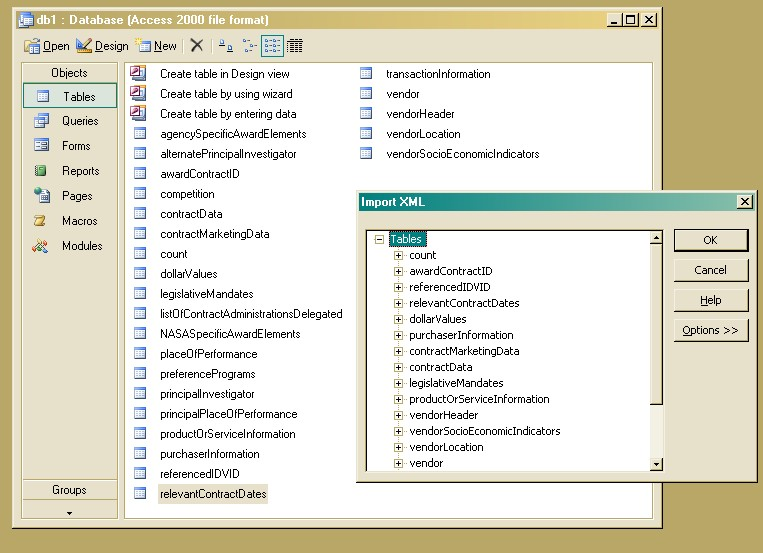 db1 : Database (Access 2000 file format)
Open Design New
Objects
Tables
Queries
Forms
Reports
Pages
Macros
Modules
Groups
Create table in Design view
Create table by using wizard
Create table by entering data
agencySpecificAwardElements
alternatePrincipalInvestigator
awardContractID
competition
contractData
contractMarketingData
count
dollarValues
legislativeMandates
listOfContractAdministrationsDelegated
NASASpecificAwardElements
placeOfPerformance
preferencePrograms
principalInvestigator
principalPlaceOfPerformance
productOrServiceInformation
purchaserInformation
referencedIDVID
relevantContractDates
transactionInformation
vendor
vendorHeader
vendorLocation
vendorSocioEconomicIndicators
Import XML
Tables
count
awardContractID
referencedIDVID
relevantContractDates
dollarValues
purchaserInformation
contractMarketingData
contractData
legislativeMandates
productOrServiceInformation
vendorHeader
vendorSocioEconomicIndicators
vendorLocation
vendor
OK
Cancel
Help
Options >>